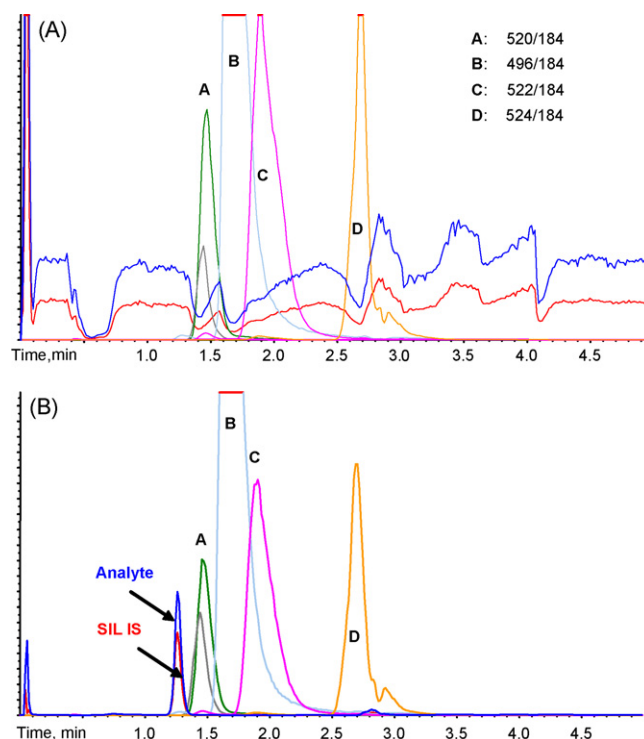 (A)
A: 520/184
B: 496/184
C: 522/184
D: 524/184
A
B
C
D
1.0 1.5 2.0 2.5 3.0 3.5 4.0 4.5
Time,min
(B)
B
C
A
Analyte
SIL IS
D
1.0 1.5 2.0 2.5 3.0 3.5 4.0 4.5
Time, min